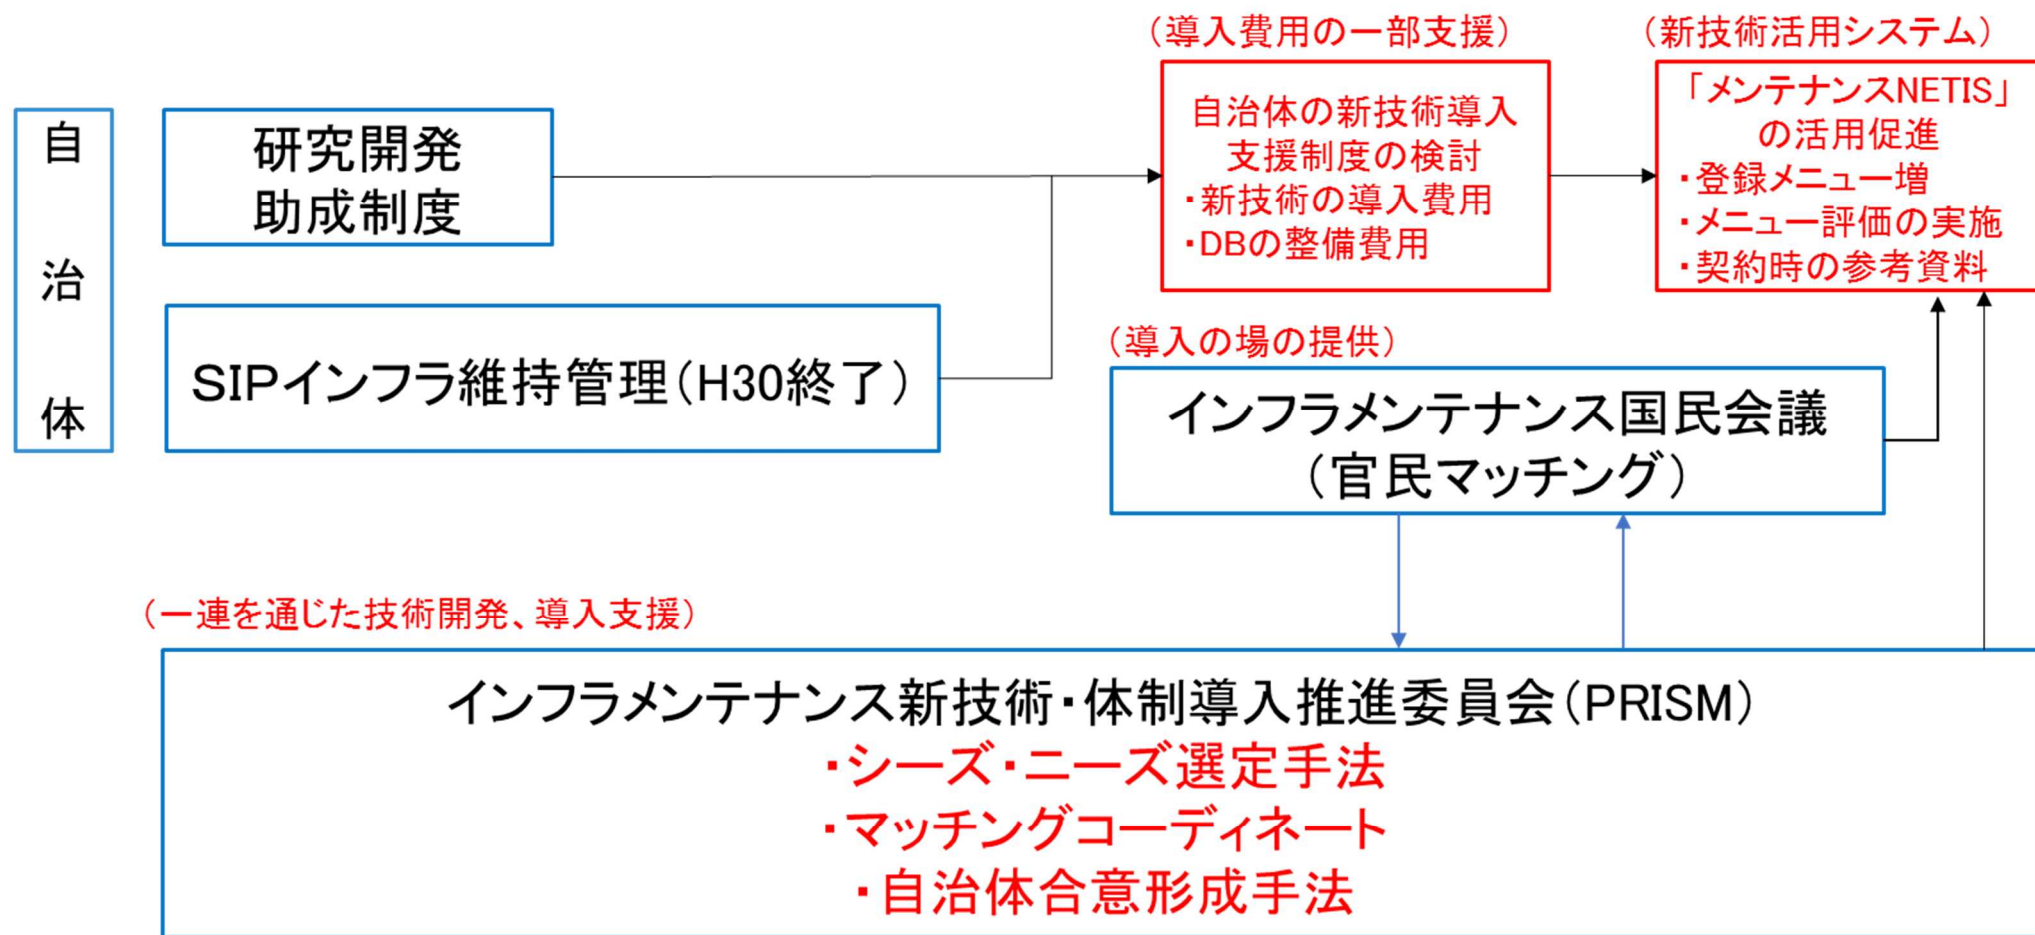 自
治
体
研究開発
助成制度
SIPインフラ維持管理(H30終了)
(導入費用の一部支援)
自治体の新技術導入
支援制度の検討
・新技術の導入費用
・DBの整備費用
(新技術活用システム)
「メンテナンスNETIS」
の活用促進
・登録メニュー増
・メニュー評価の実施
・契約時の参考資料
(導入の場の提供)
インフラメンテナンス国民会議
(官民マッチング)
(一連を通じた技術開発、導入支援)
インフラメンテナンス新技術・体制導入推進委員会(PRISM)
・シーズ・ニーズ選定手法
・マッチングコーディネート
・自治体合意形成手法